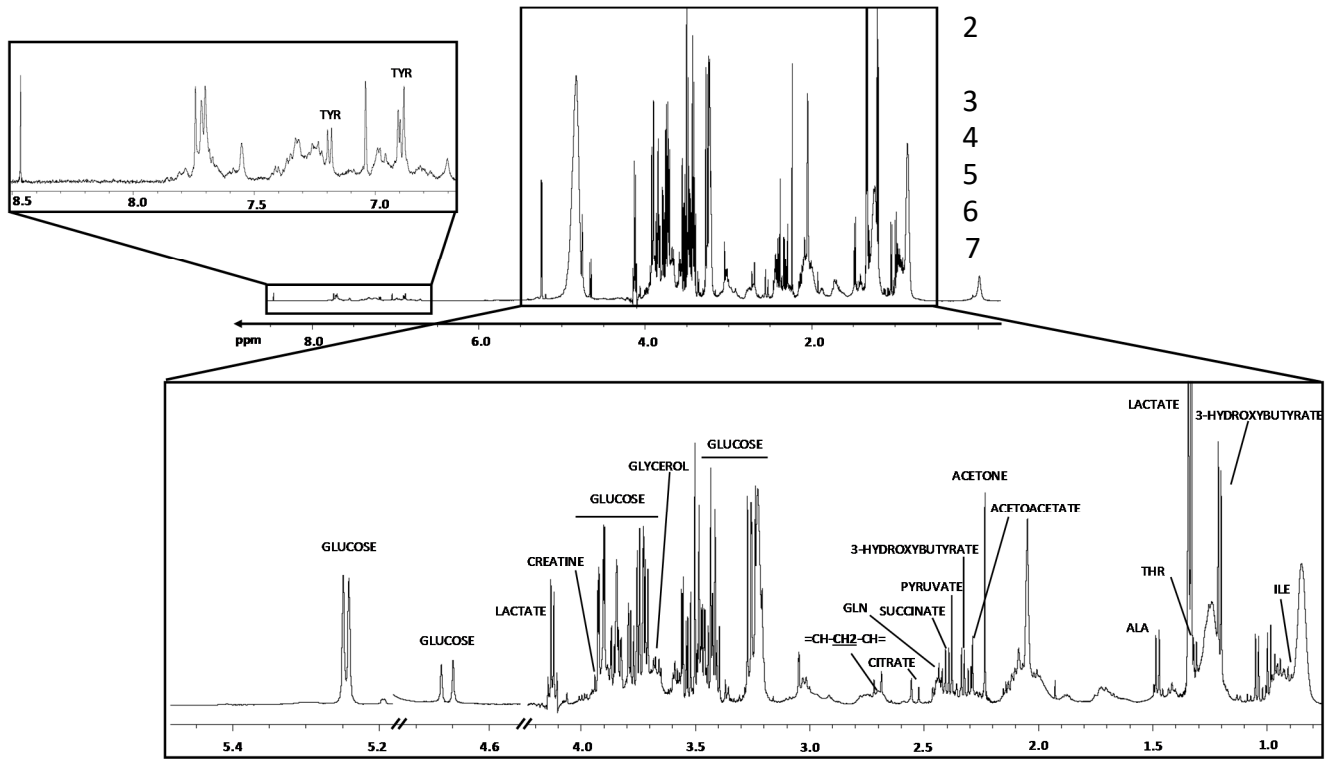 2
3
4
5
6
7
TYR
TYR
8.5 8.0 7.5 7.0
ppm 8.0 6.0 4.0 2.0
LACTATE
3-HYDROXYBUTYRATE
GLUCOSE
GLYCEROL
GLUCOSE
ACETONE
ACETOACETATE
GLUCOSE
CREATINE
3-HYDROXYBUTYRATE
THR
PYRUVATE
ILE
LACTATE
GLN
SUCCINATE
ALA
GLUCOSE
=CH-CH2-CH=
CITRATE
5.4 5.2 4.6 4.0 3.5 3.0 2.5 2.0 1.5 1.0